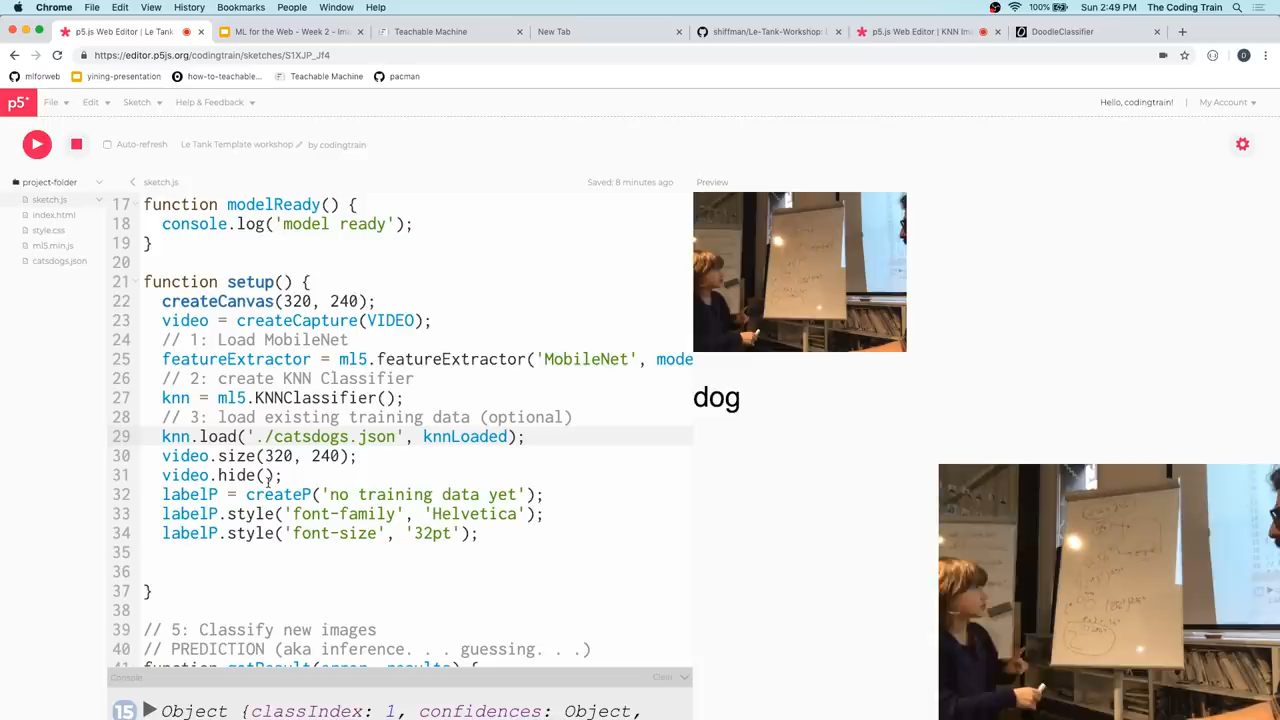 Chrome File Edit View History Bookmarks People Window Help 100% Sun 2:49 PM The Coding Train
p5.js Web Editor | Le Tank ML for the Web - Week 2 - Ima Teachable Machine New Tab shiffman/Le-Tank-Workshop: p5.js Web Editor | KNN Im DoodleClassifier
https://editor.p5js.org/codingtrain/sketches/S1XJP_Jf4
mlforweb yining-presentation how-to-teachable... Teachable Machine pacman
p5* File Edit Sketch Help & Feedback Hello, codingtrain! | My Account
Auto-refresh Le Tank Template workshop by codingtrain
project-folder sketch.js Saved: 8 minutes ago Preview
sketch.js
index.html
style.css
ml5.min.js
catsdogs.json
17 function modelReady() {
18 console.log('model ready');
19 }
20
21 function setup() {
22 createCanvas(320, 240);
23 video = createCapture(VIDEO);
24 // 1: Load MobileNet
25 featureExtractor = ml5.featureExtractor('MobileNet', mode
26 // 2: create KNN Classifier
27 knn = ml5.KNNClassifier();
28 // 3: load existing training data (optional)
29 knn.load('./catsdogs.json', knnLoaded);
30 video.size(320, 240);
31 video.hide();
32 labelP = createP('no training data yet');
33 labelP.style('font-family', 'Helvetica');
34 labelP.style('font-size', '32pt');
35
36
37 }
38
39 // 5: Classify new images
40 // PREDICTION (aka inference. . . guessing. . .)
41 function gotResult(error, results) {
dog
Console Clear
15 Object {classIndex: 1, confidences: Object,